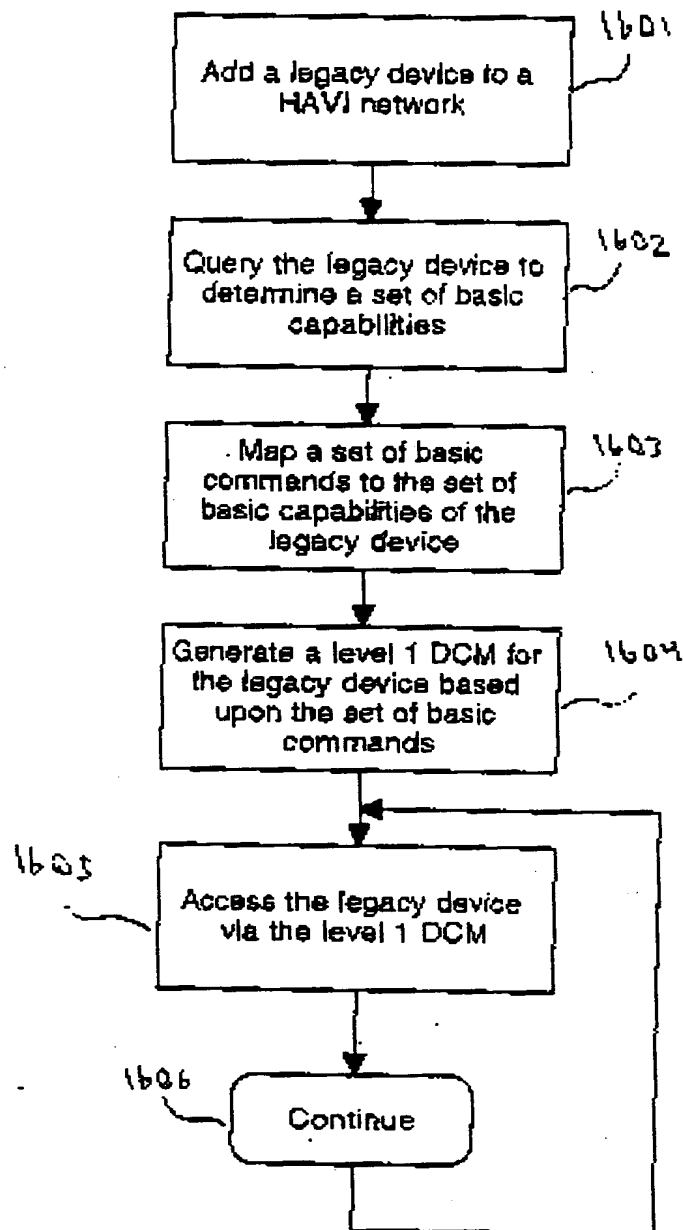 1601
Add a legacy device to a
HAVI network
1602
Query the legacy device to
determine a set of basic
capabilities
1603
Map a set of basic
commands to the set of
basic capabilities of the
legacy device
1604
Generate a level 1 DCM for
the legacy device based
upon the set of basic
commands
1605
Access the legacy device
via the level 1 DCM
1606
Continue